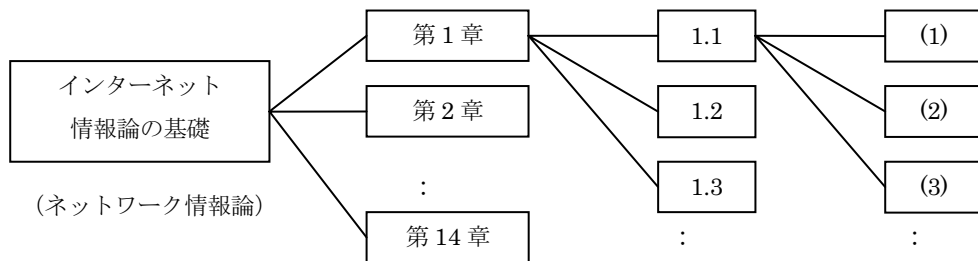 インターネット
情報論の基礎
(ネットワーク情報論)
第 1 章
第 2 章
:
第 14 章
1.1
1.2
1.3
:
(1)
(2)
(3)
: